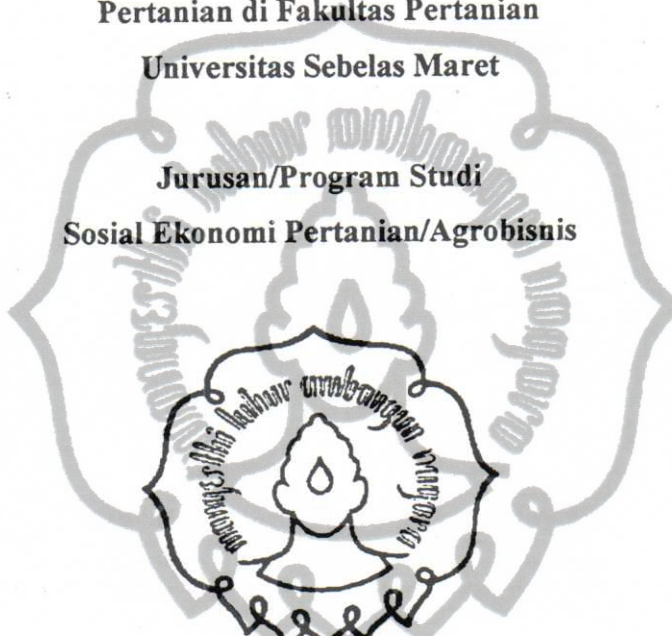 Pertanian di Fakultas Pertanian
Universitas Sebelas Maret
Jurusan/Program Studi
Sosial Ekonomi Pertanian/Agrobisnis